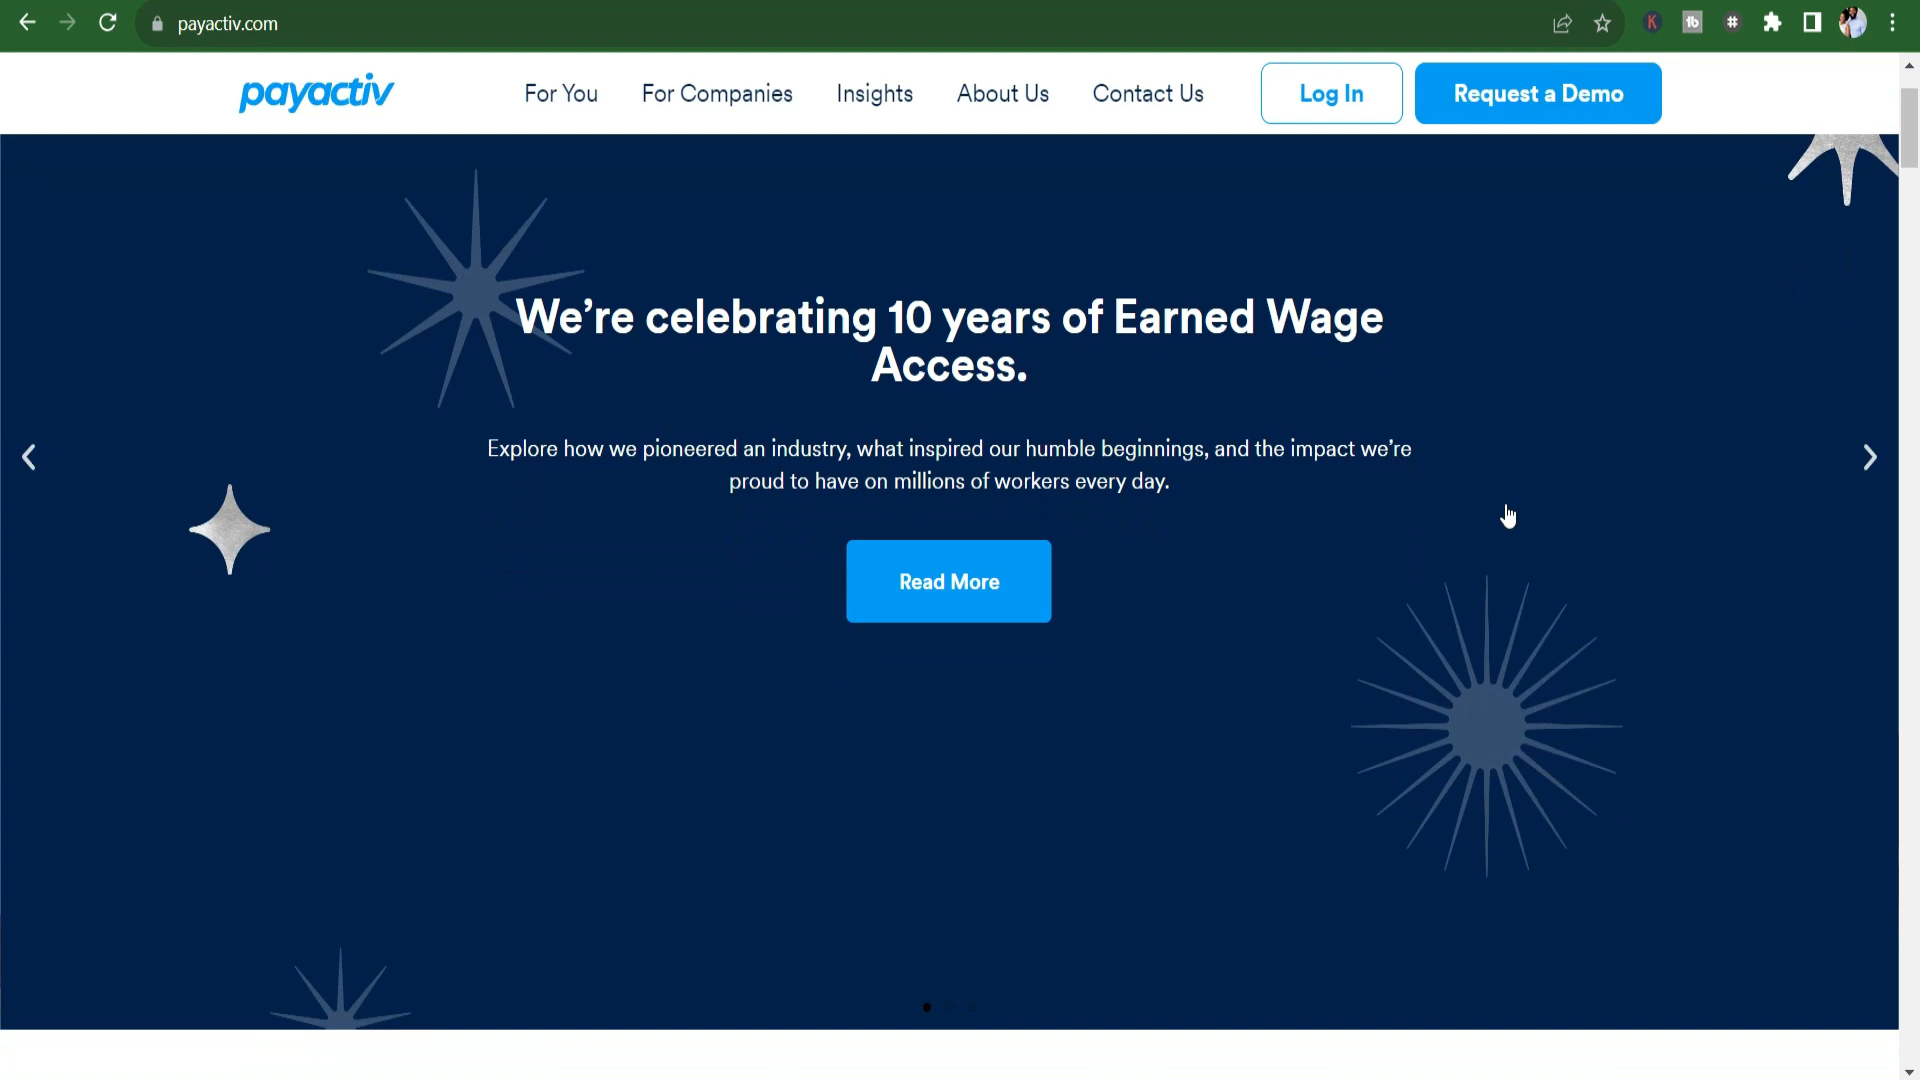 payactiv.com
K
tb
#
payactiv
For You
For Companies
Insights
About Us
Contact Us
Log In
Request a Demo
We’re celebrating 10 years of Earned Wage
Access.
Explore how we pioneered an industry, what inspired our humble beginnings, and the impact we’re
proud to have on millions of workers every day.
Read More